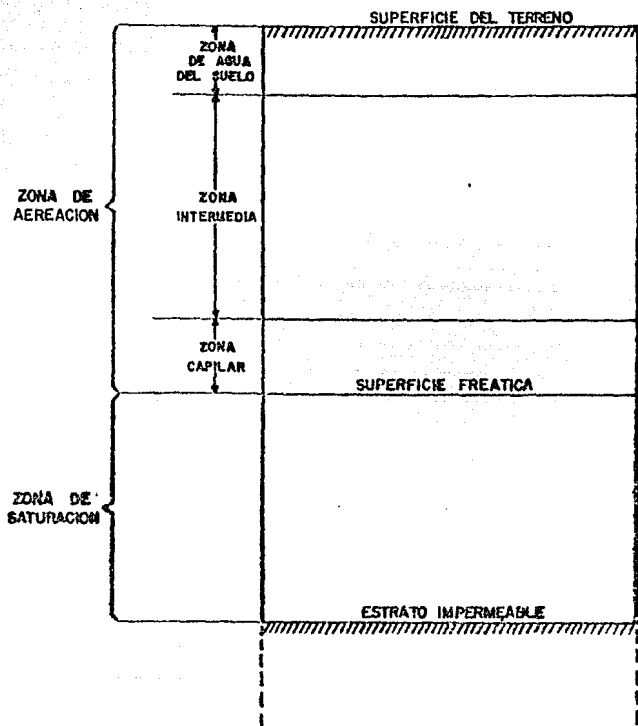 SUPERFICIE DEL TERRENO
ZONA
DE AGUA
DEL SUELO
ZONA DE
AEREACION
ZONA
INTERMEDIA
ZONA
CAPILAR
SUPERFICIE FREATICA
ZONA DE
SATURACION
ESTRATO IMPERMEABLE